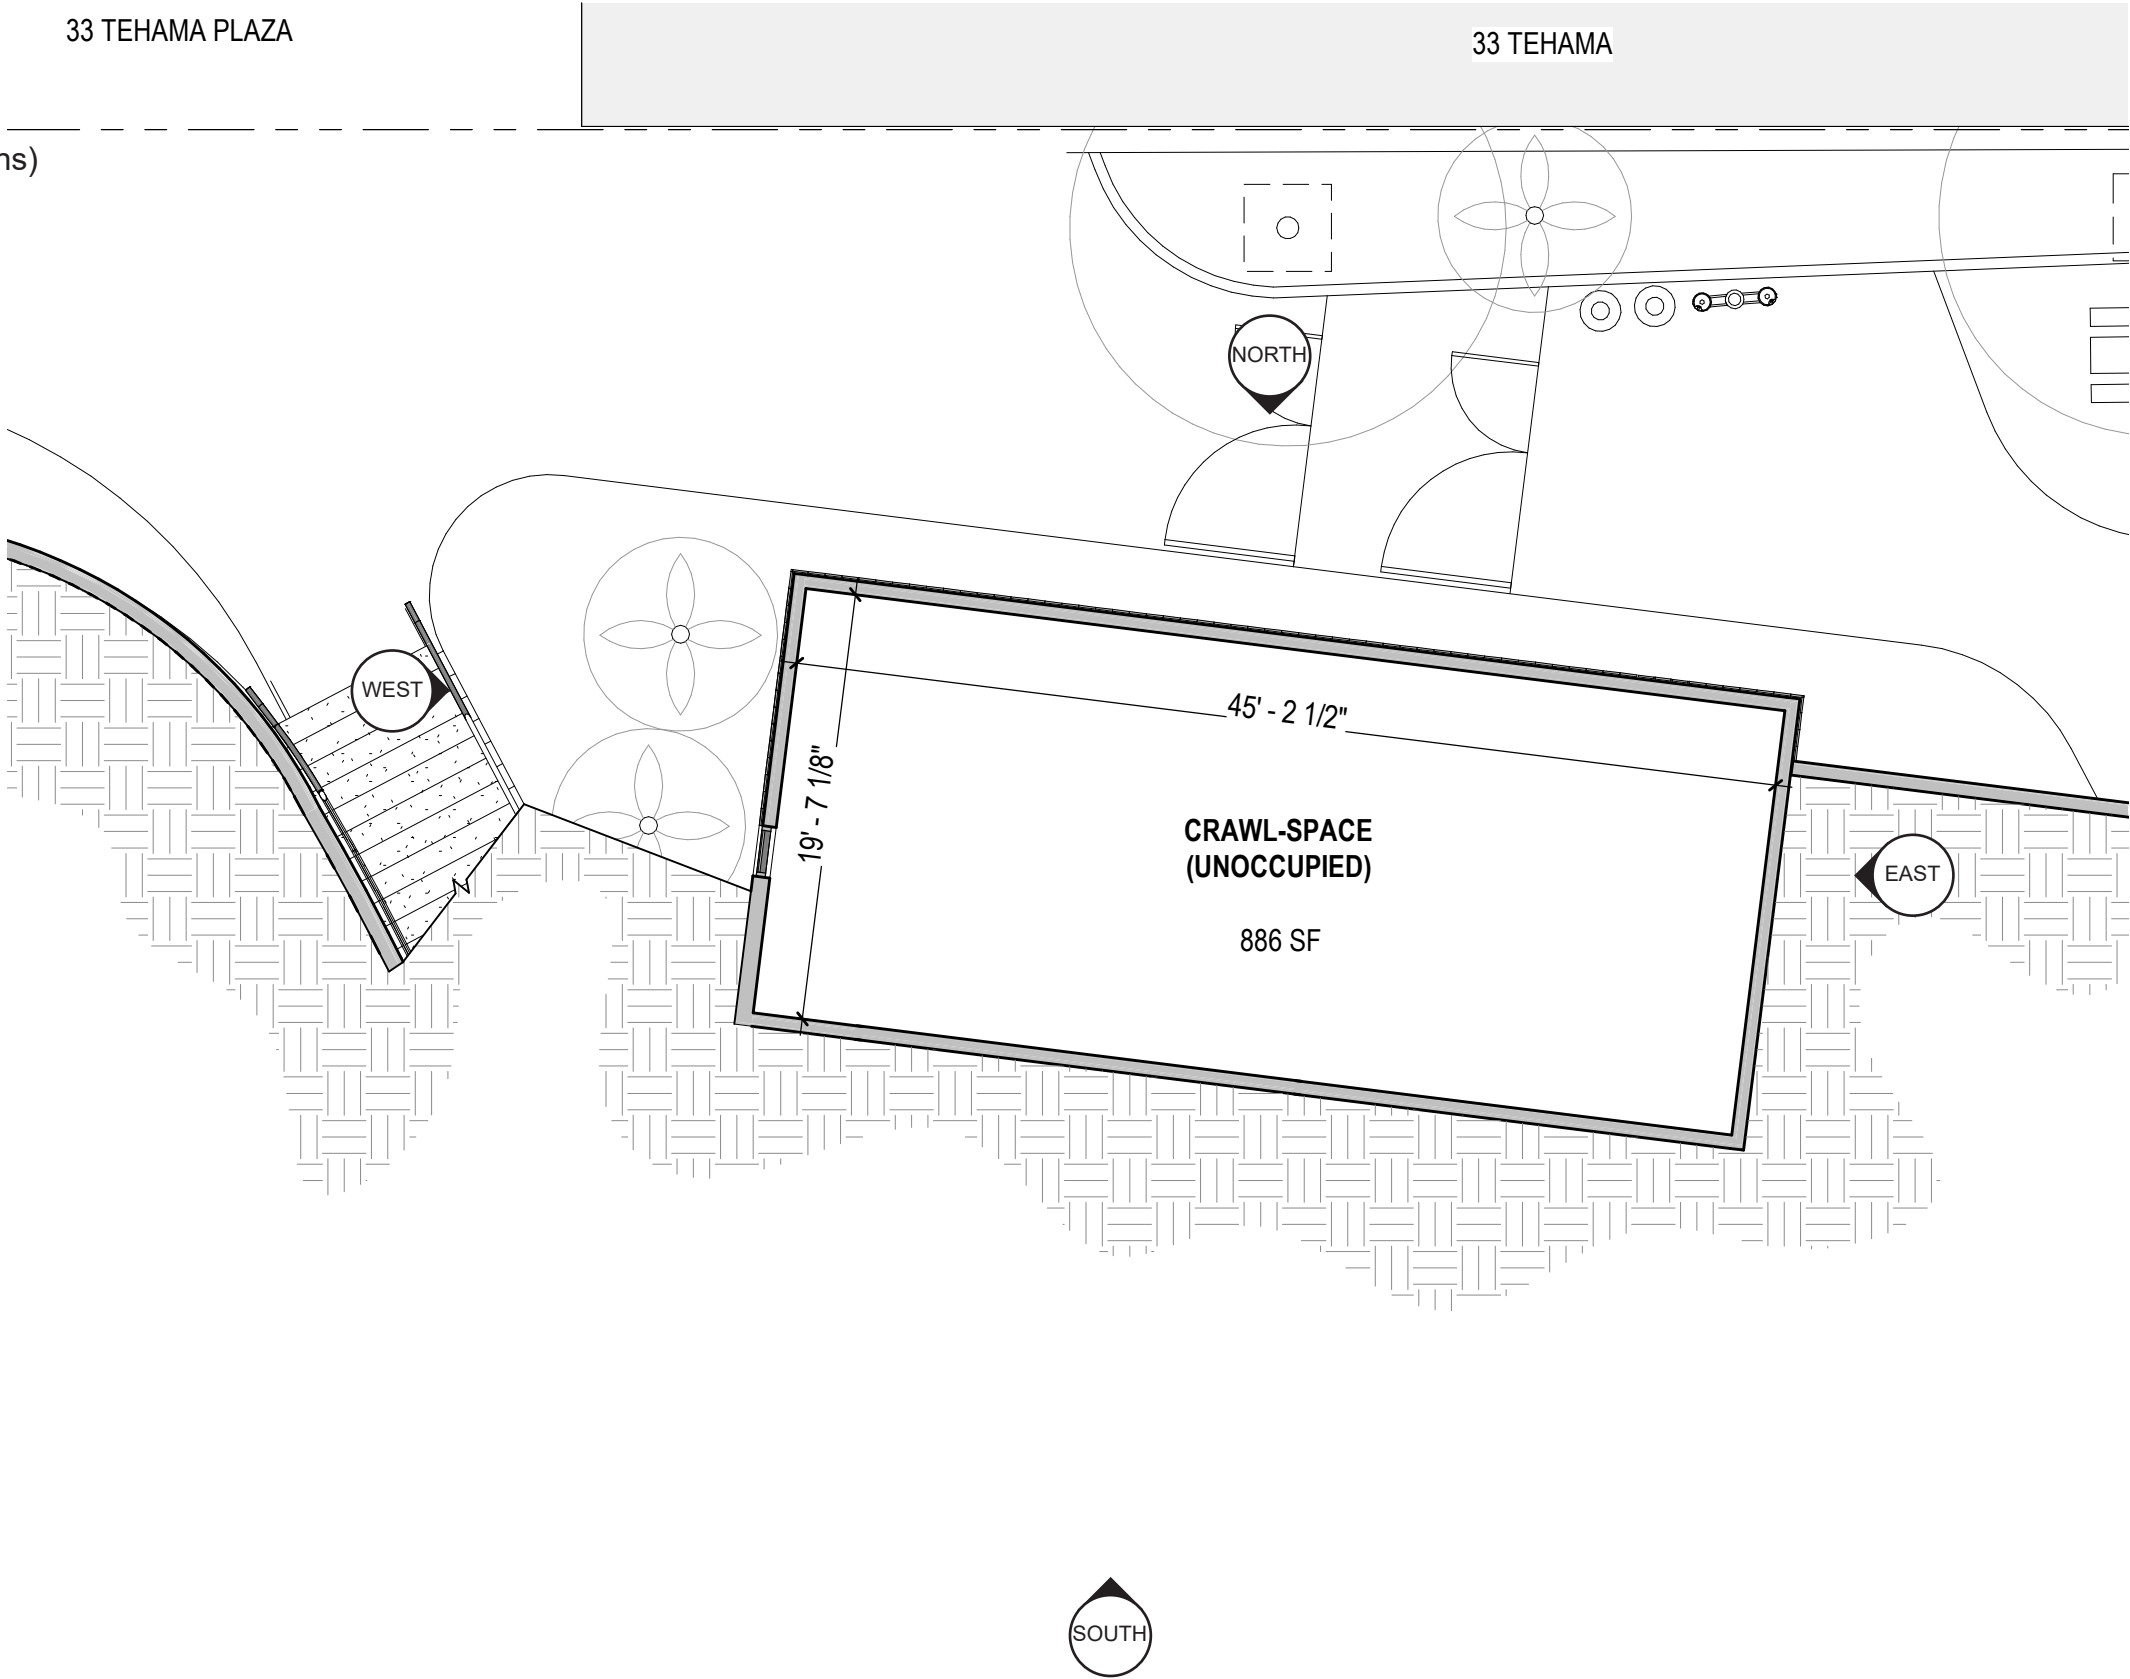 33 TEHAMA PLAZA
33 TEHAMA
ns)
NORTH
WEST
45' - 2 1/2"
19' - 7 1/8"
CRAWL-SPACE
(UNOCCUPIED)
EAST
886 SF
SOUTH